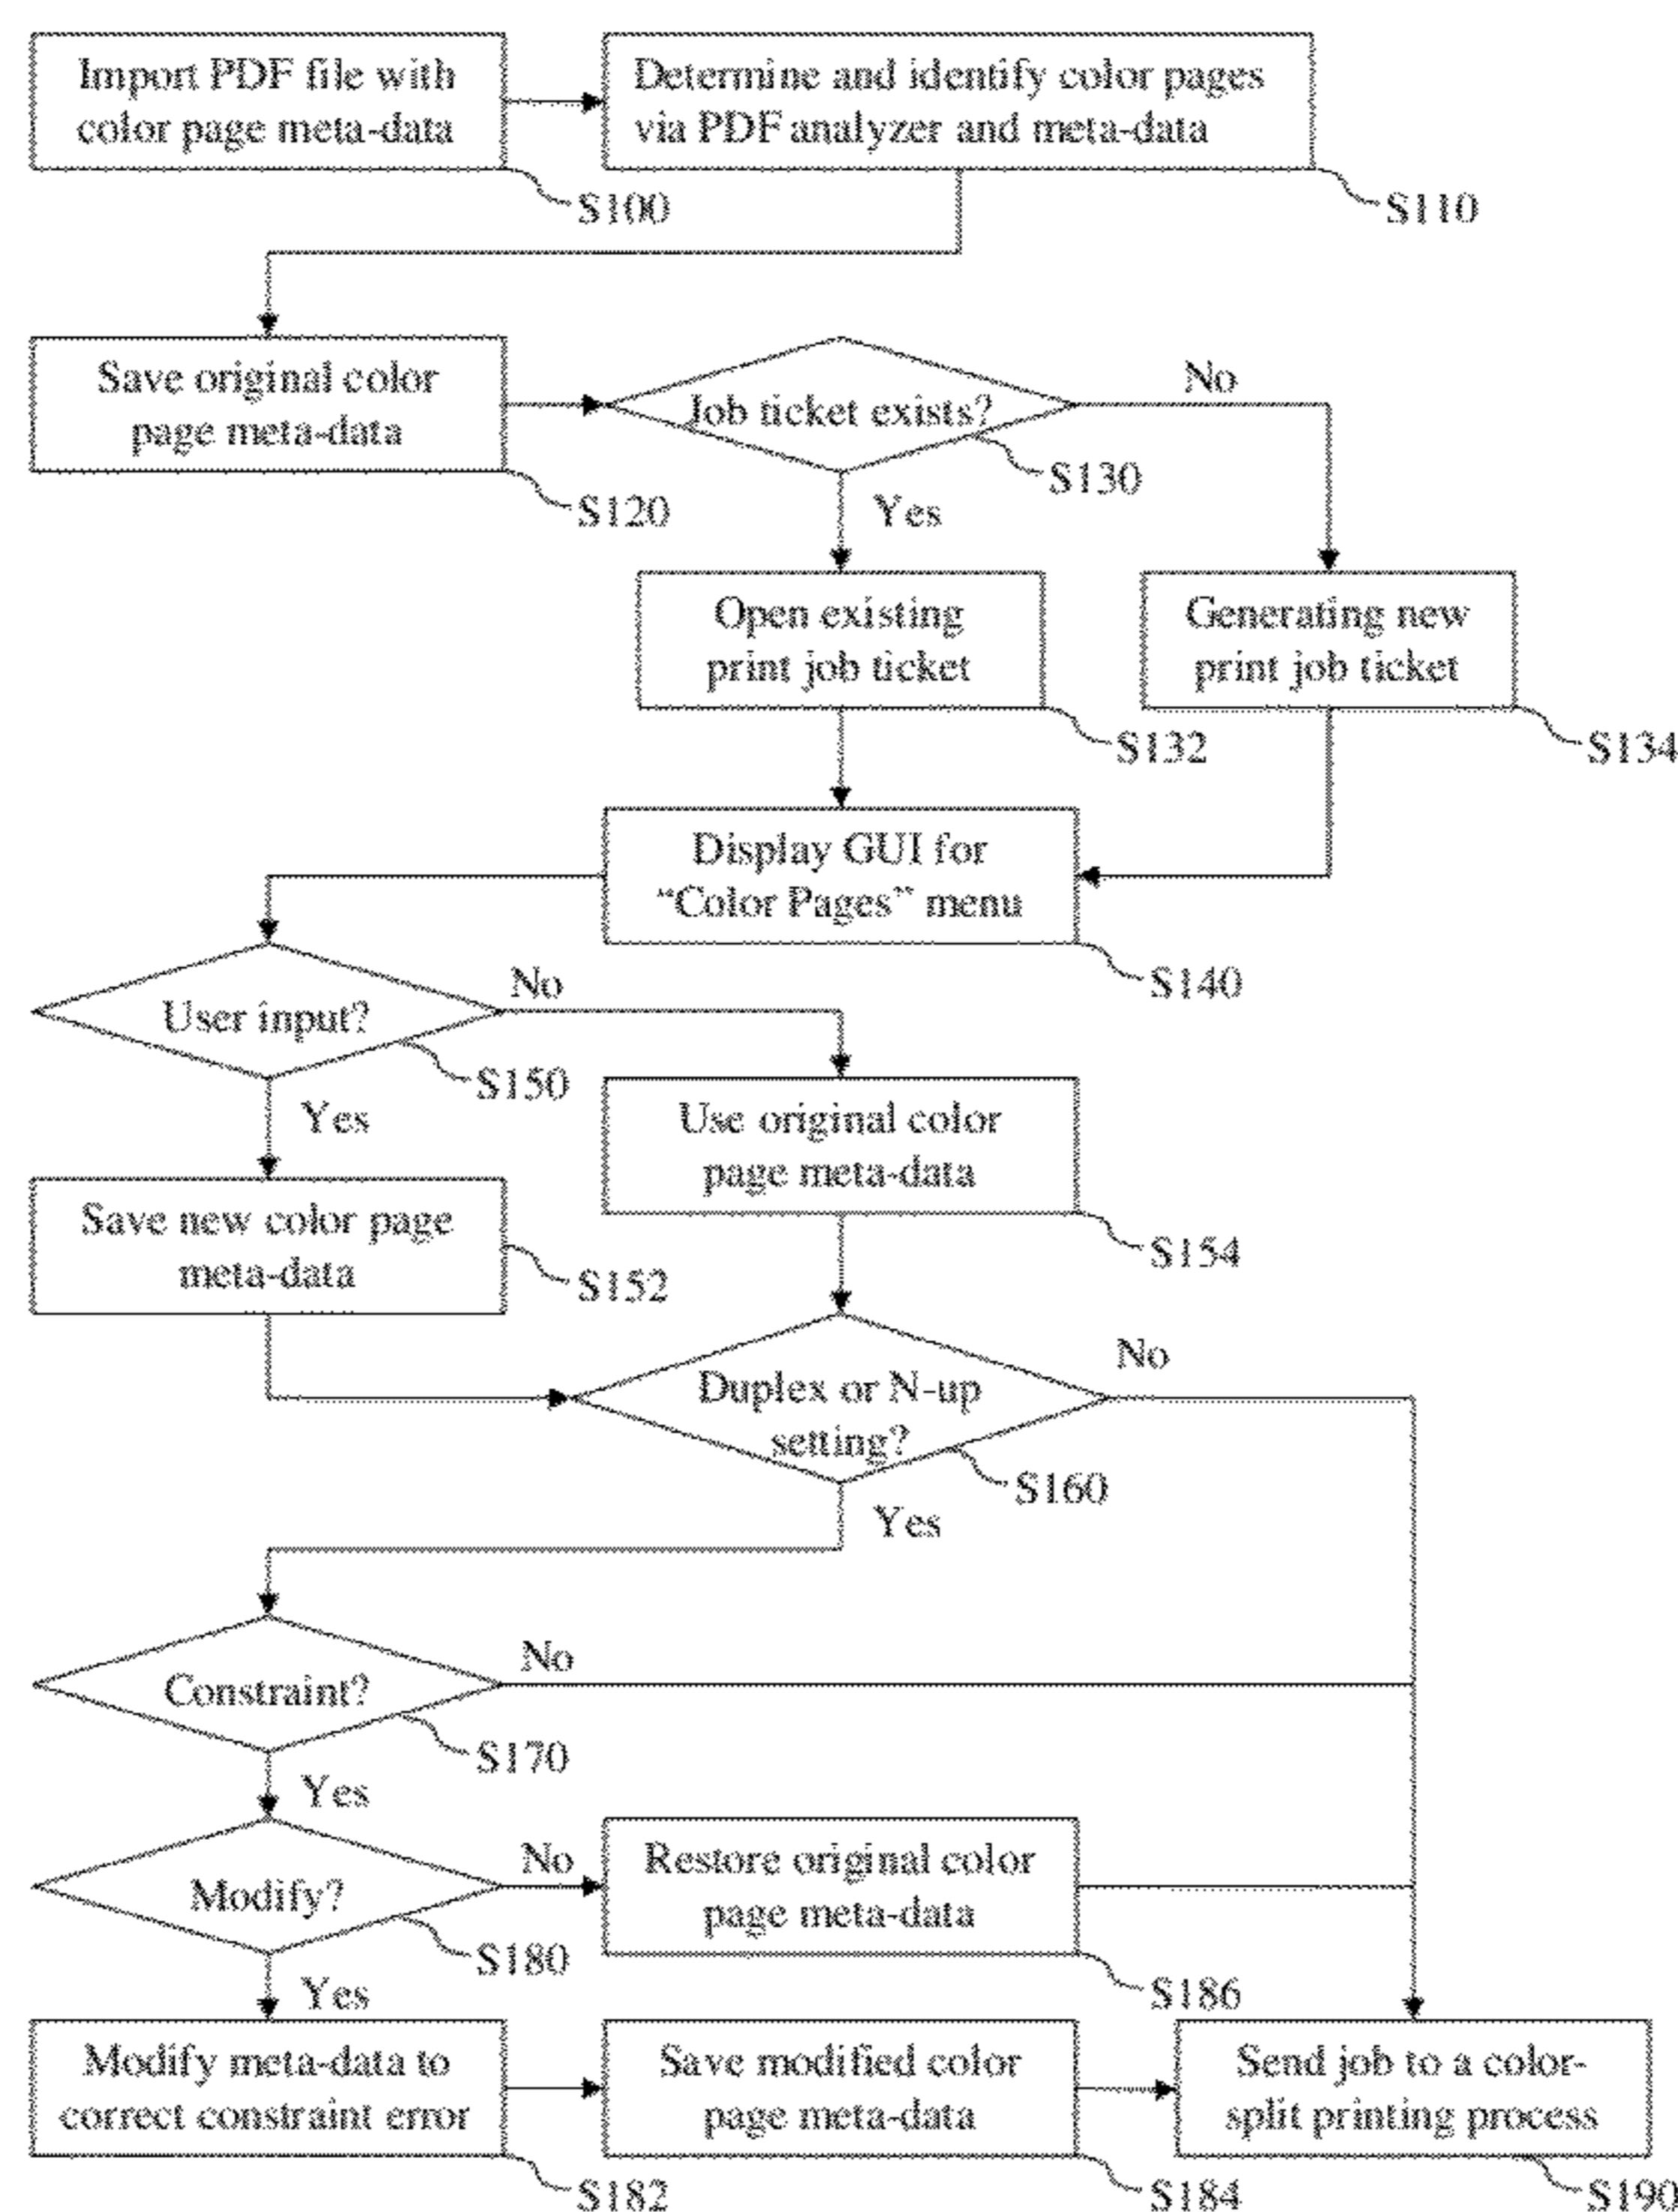 Import PDF file with
color page meta-data
S100
Determine and identify color pages
via PDF analyzer and meta-data
S110
Save original color
page meta-data
S120
Job ticket exists?
S130
No
Yes
Open existing
print job ticket
S132
Generating new
print job ticket
S134
Display GUI for
“Color Pages” menu
S140
User input?
S150
No
Yes
Use original color
page meta-data
S154
Save new color page
meta-data
S152
Duplex or N-up
setting?
S160
No
Yes
Constraint?
S170
No
Yes
Modify?
S180
No
Restore original color
page meta-data
S186
Yes
Modify meta-data to
correct constraint error
S182
Save modified color
page meta-data
S184
Send job to a color-
split printing process
S190